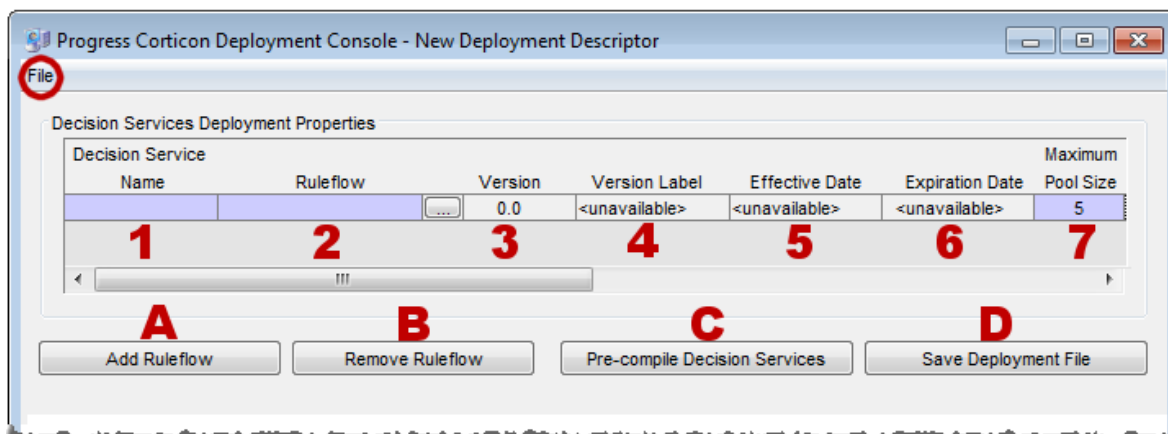 Progress Corticon Deployment Console - New Deployment Descriptor
File
Decision Services Deployment Properties
Decision Service Maximum
Name Ruleflow Version Version Label Effective Date Expiration Date Pool Size
... 0.0 <unavailable> <unavailable> <unavailable> 5
1 2 3 4 5 6 7
A B C D
Add Ruleflow Remove Ruleflow Pre-compile Decision Services Save Deployment File